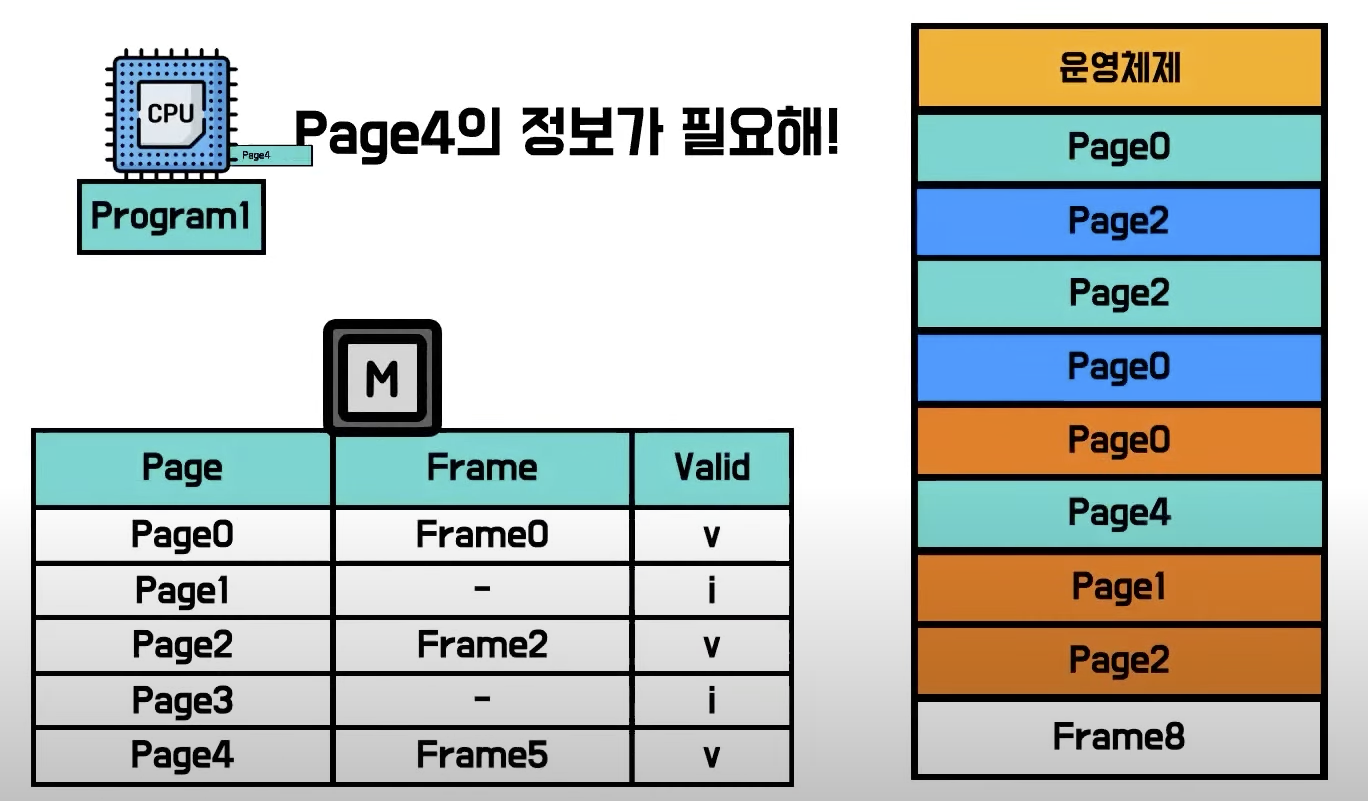 CPU
Page4의 정보가 필요해!
Page4
Program1
M
Page Frame Valid
Page0 Frame0 v
Page1 - i
Page2 Frame2 v
Page3 - i
Page4 Frame5 v
운영체제
Page0
Page2
Page2
Page0
Page0
Page4
Page1
Page2
Frame8